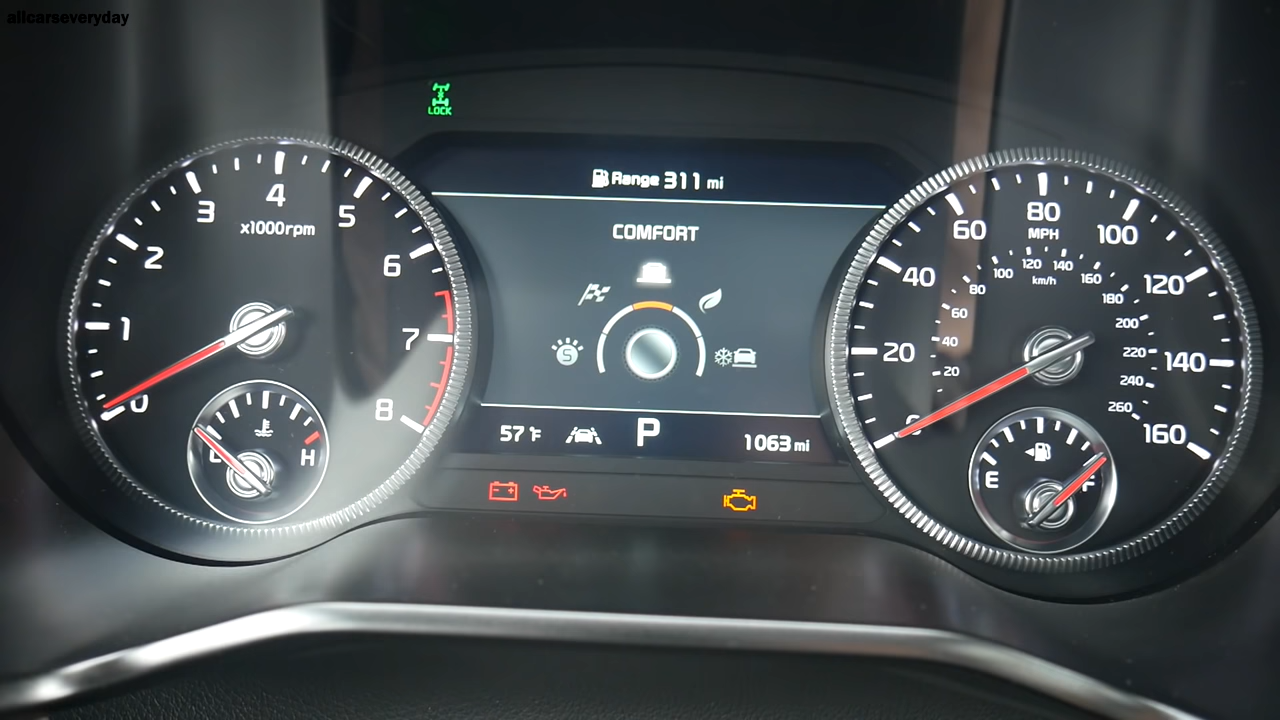 allcarseveryday
LOCK
Range 311 mi
COMFORT
S
57°F
P
1063 mi
0
1
2
3
4
5
6
7
8
x1000rpm
C
H
0
20
40
60
80
100
120
140
160
MPH
20
40
60
80
100
120
140
160
180
200
220
240
260
km/h
E
F